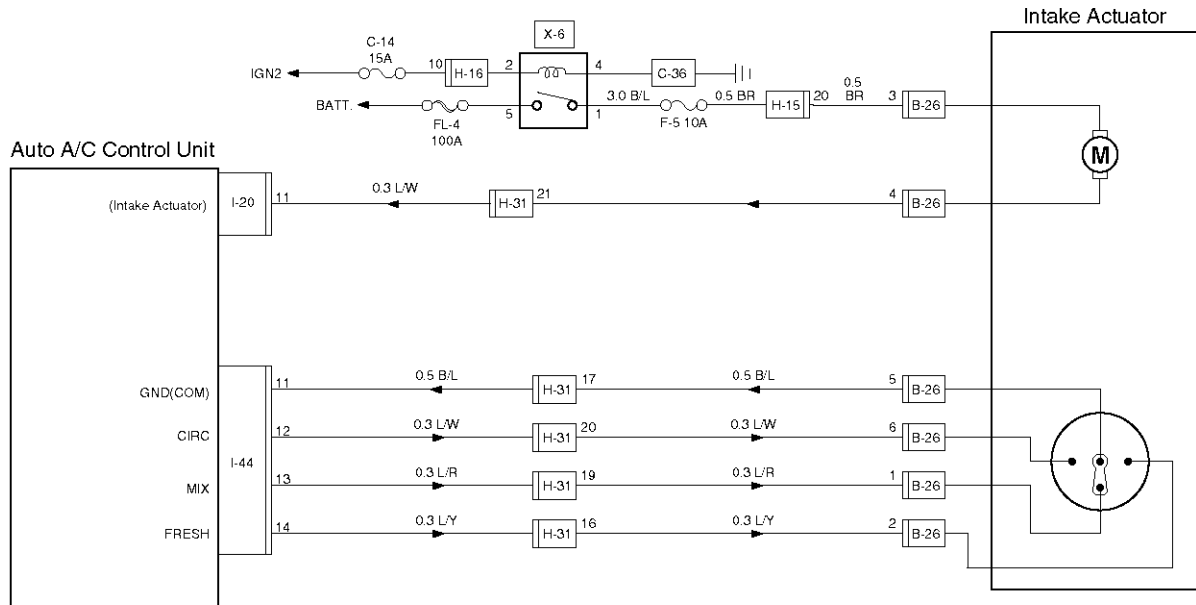 Intake Actuator
X-6
C-14
15A
IGN2
10
H-16
2
4
C-36
BATT.
FL-4
100A
5
1
3.0 B/L
F-5 10A
0.5 BR
H-15
20
0.5
BR
3
B-26
M
Auto A/C Control Unit
(Intake Actuator)
I-20
11
0.3 L/W
H-31
21
4
B-26
I-44
GND(COM)
11
0.5 B/L
H-31
17
0.5 B/L
5
B-26
CIRC
12
0.3 L/W
H-31
20
0.3 L/W
6
B-26
MIX
13
0.3 L/R
H-31
19
0.3 L/R
1
B-26
FRESH
14
0.3 L/Y
H-31
16
0.3 L/Y
2
B-26